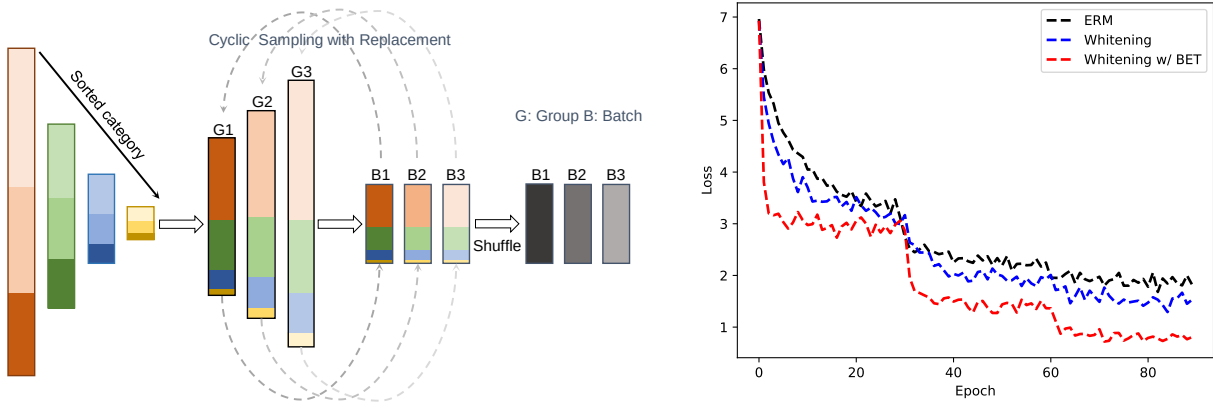 Cyclic Sampling with Replacement
Sorted category
G1
G2
G3
G: Group B: Batch
B1
B2
B3
B1
B2
B3
Shuffle
ERM
Whitening
Whitening w/ BET
Loss
7
6
5
4
3
2
1
0
20
40
60
80
Epoch